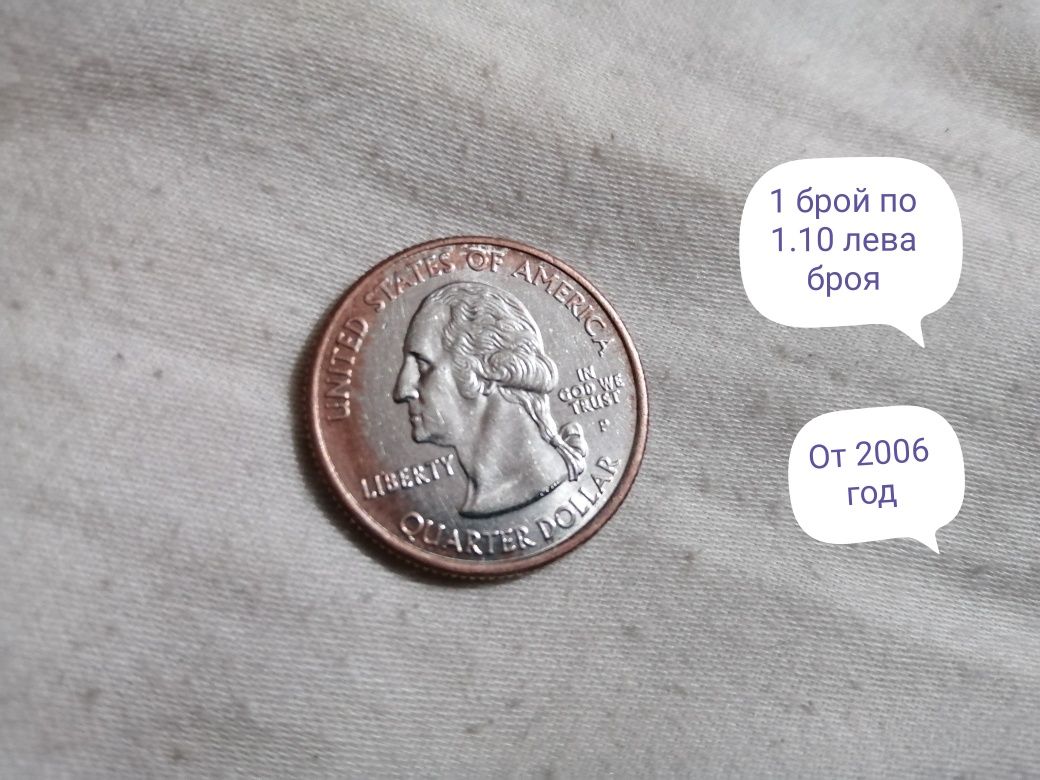 UNITED STATES OF AMERICA
IN
GOD WE
TRUST
P
LIBERTY
QUARTER DOLLAR
1 брой по
1.10 лева
броя
От 2006
год